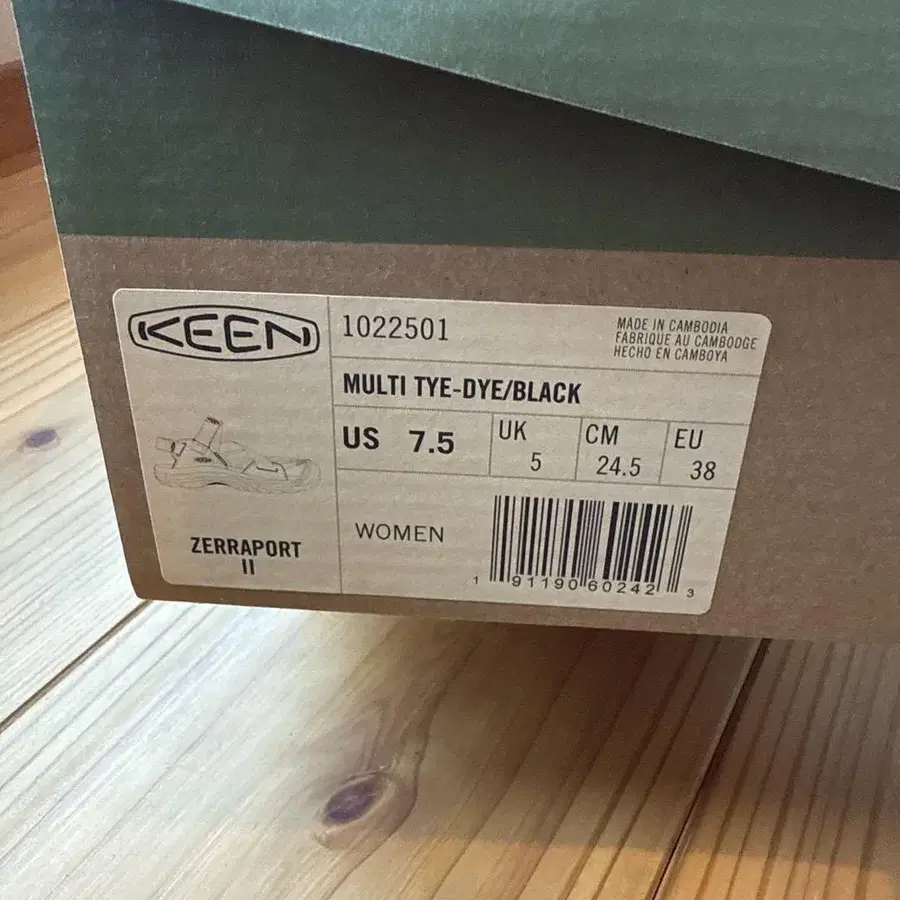 KEEN
1022501
MADE IN CAMBODIA
FABRIQUE AU CAMBODGE
HECHO EN CAMBOYA
MULTI TYE-DYE/BLACK
US 7.5
UK 5
CM 24.5
EU 38
ZERRAPORT
II
WOMEN
1 91190 60242 3